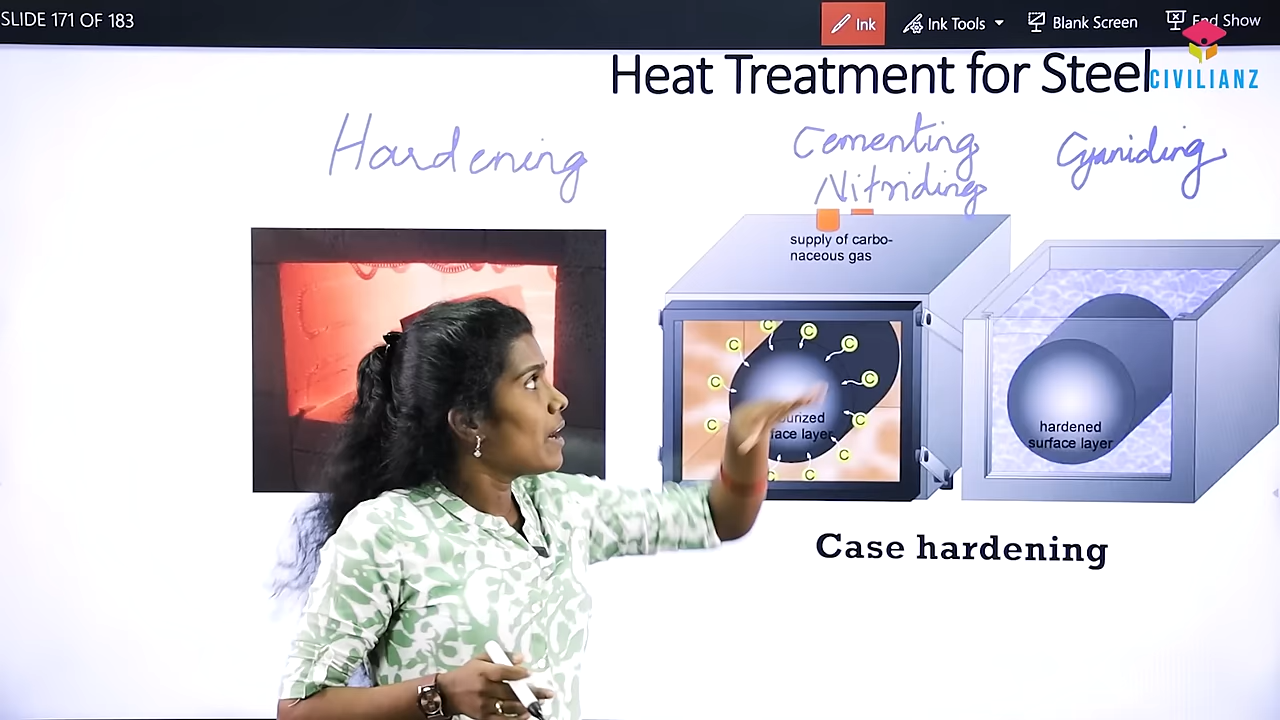 SLIDE 171 OF 183
Ink
Ink Tools
Blank Screen
End Show
Heat Treatment for Steel
CIVILIANZ
Hardening
Cementing
Nitriding
Cyaniding
supply of carbo-
naceous gas
C
C
C
C
C
C
C
C
C
C
C
layer
hardened
surface layer
Case hardening